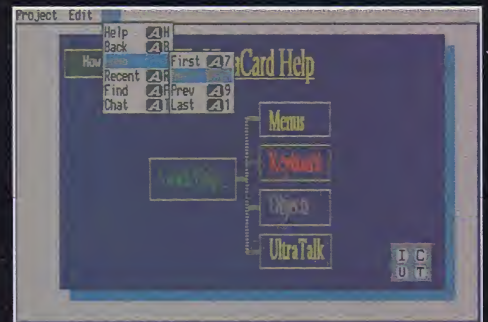 Project Edit
Help H
Back B
First 7
Recent
Prev 9
Find
Last 1
Chat
How
Card Help
Menus
Keyboard
Objects
UltraTalk
I C
U T